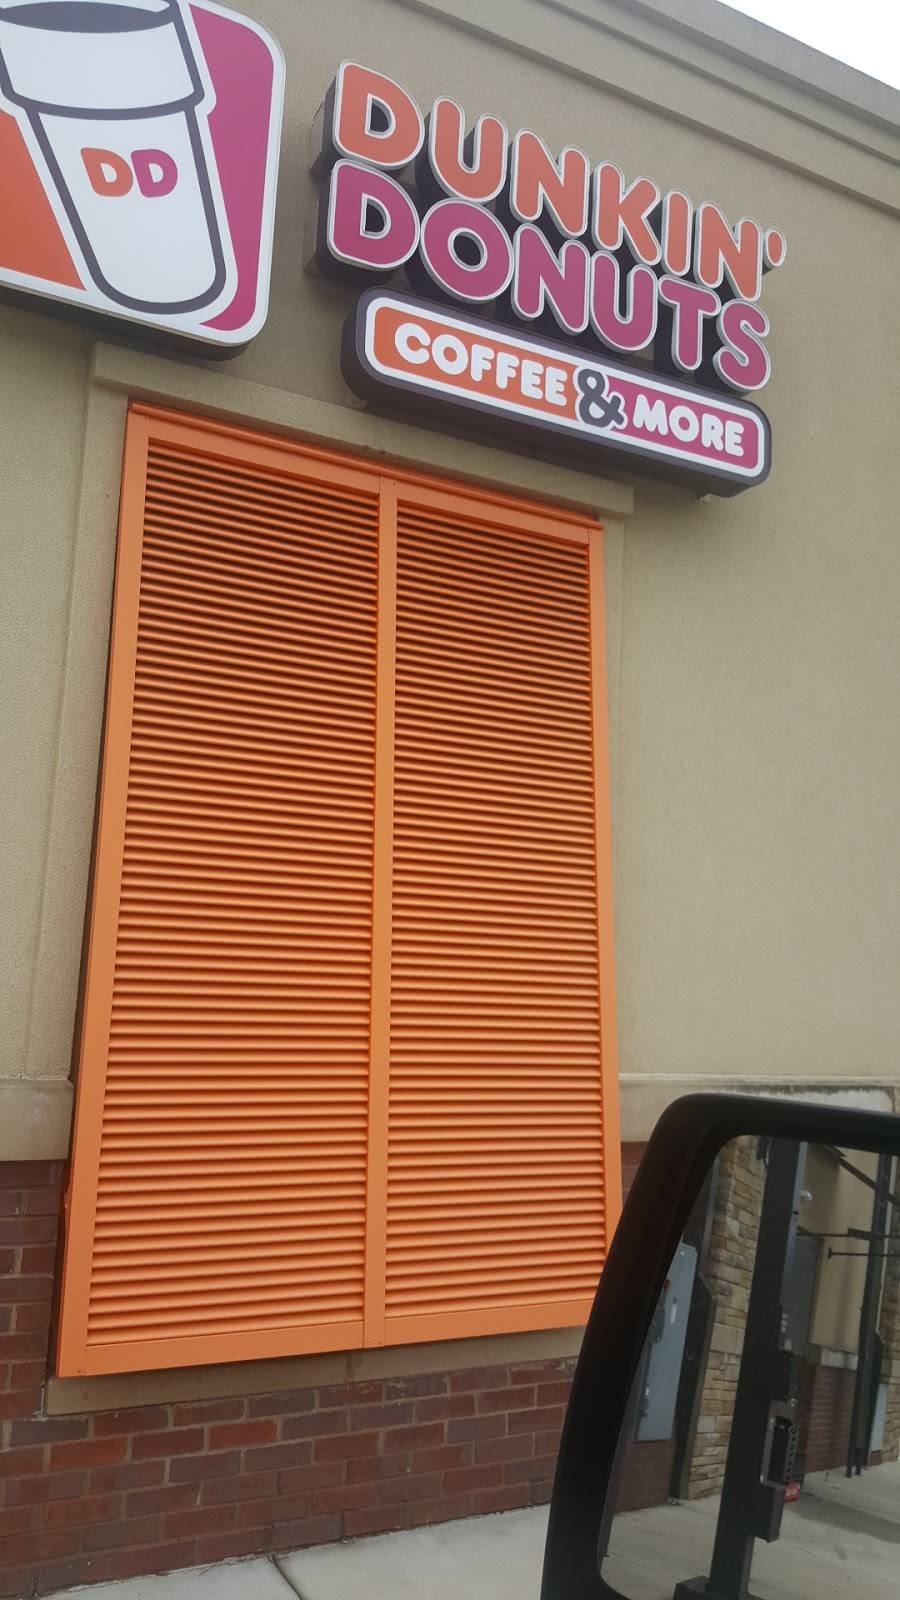 DD
DUNKIN'
DONUTS
COFFEE & MORE